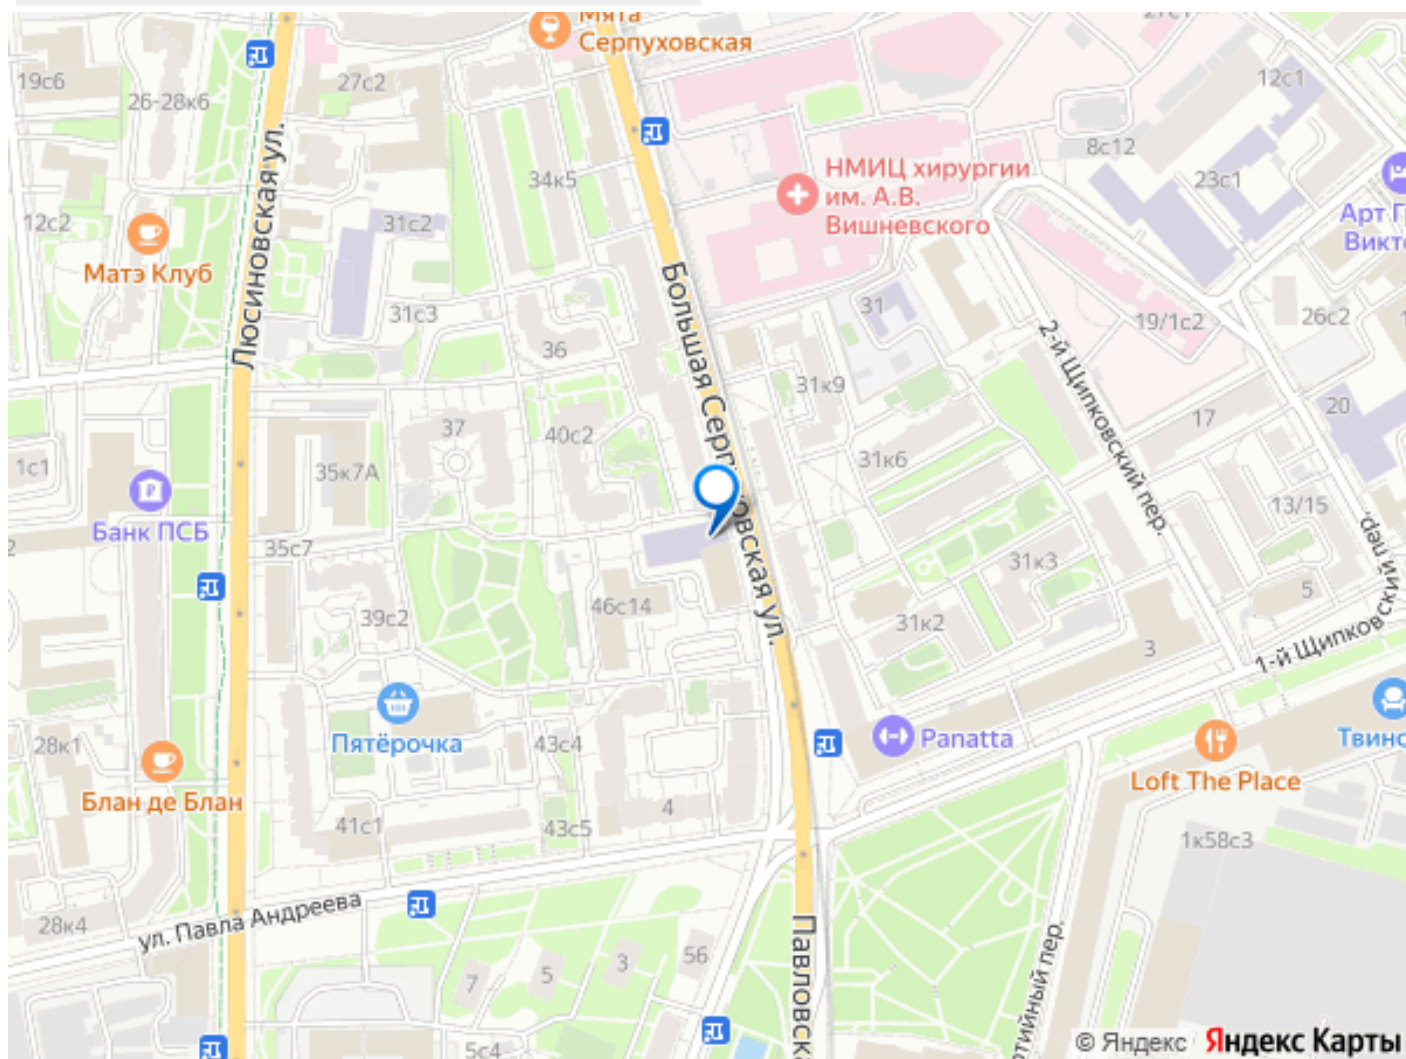 Мята
Серпуховская
27с1
19с6
26-28к6
27с2
12с1
8с12
НМИЦ хирургии
им. А.В.
Вишневского
34к5
23с1
12с2
31с2
Люсиновская ул.
Матэ Клуб
31с3
Большая Серпуховская ул.
31
19/1с2
26с2
36
31к9
2-й Щипковский пер.
20
17
37
40с2
31к6
1с1
35к7А
13/15
Банк ПСБ
35с7
31к3
5
46с14
39с2
31к2
3
1-й Щипковский пер.
28к1
Пятёрочка
43с4
Panatta
Loft The Place
Блан де Блан
4
41с1
43с5
1к58с3
28к4
ул. Павла Андреева
7
5
3
56
5с4
© Яндекс
Яндекс Карты